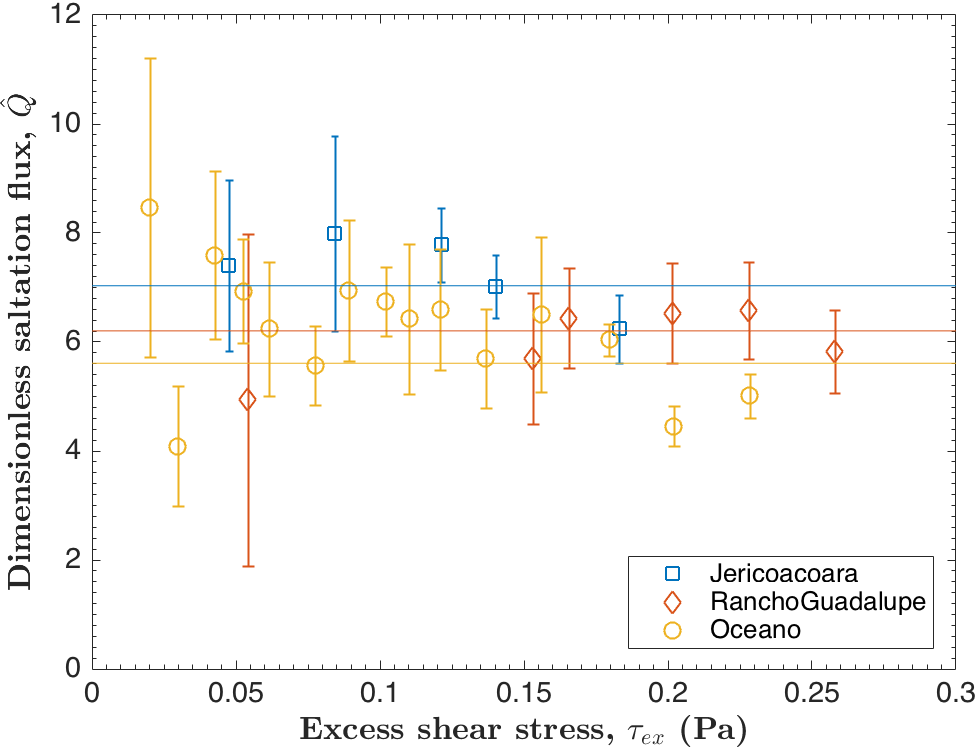 12
10
8
6
4
2
0
Dimensionless saltation flux, Q̂
0 0.05 0.1 0.15 0.2 0.25 0.3
Excess shear stress, τex (Pa)
Jericoacoara
RanchoGuadalupe
Oceano